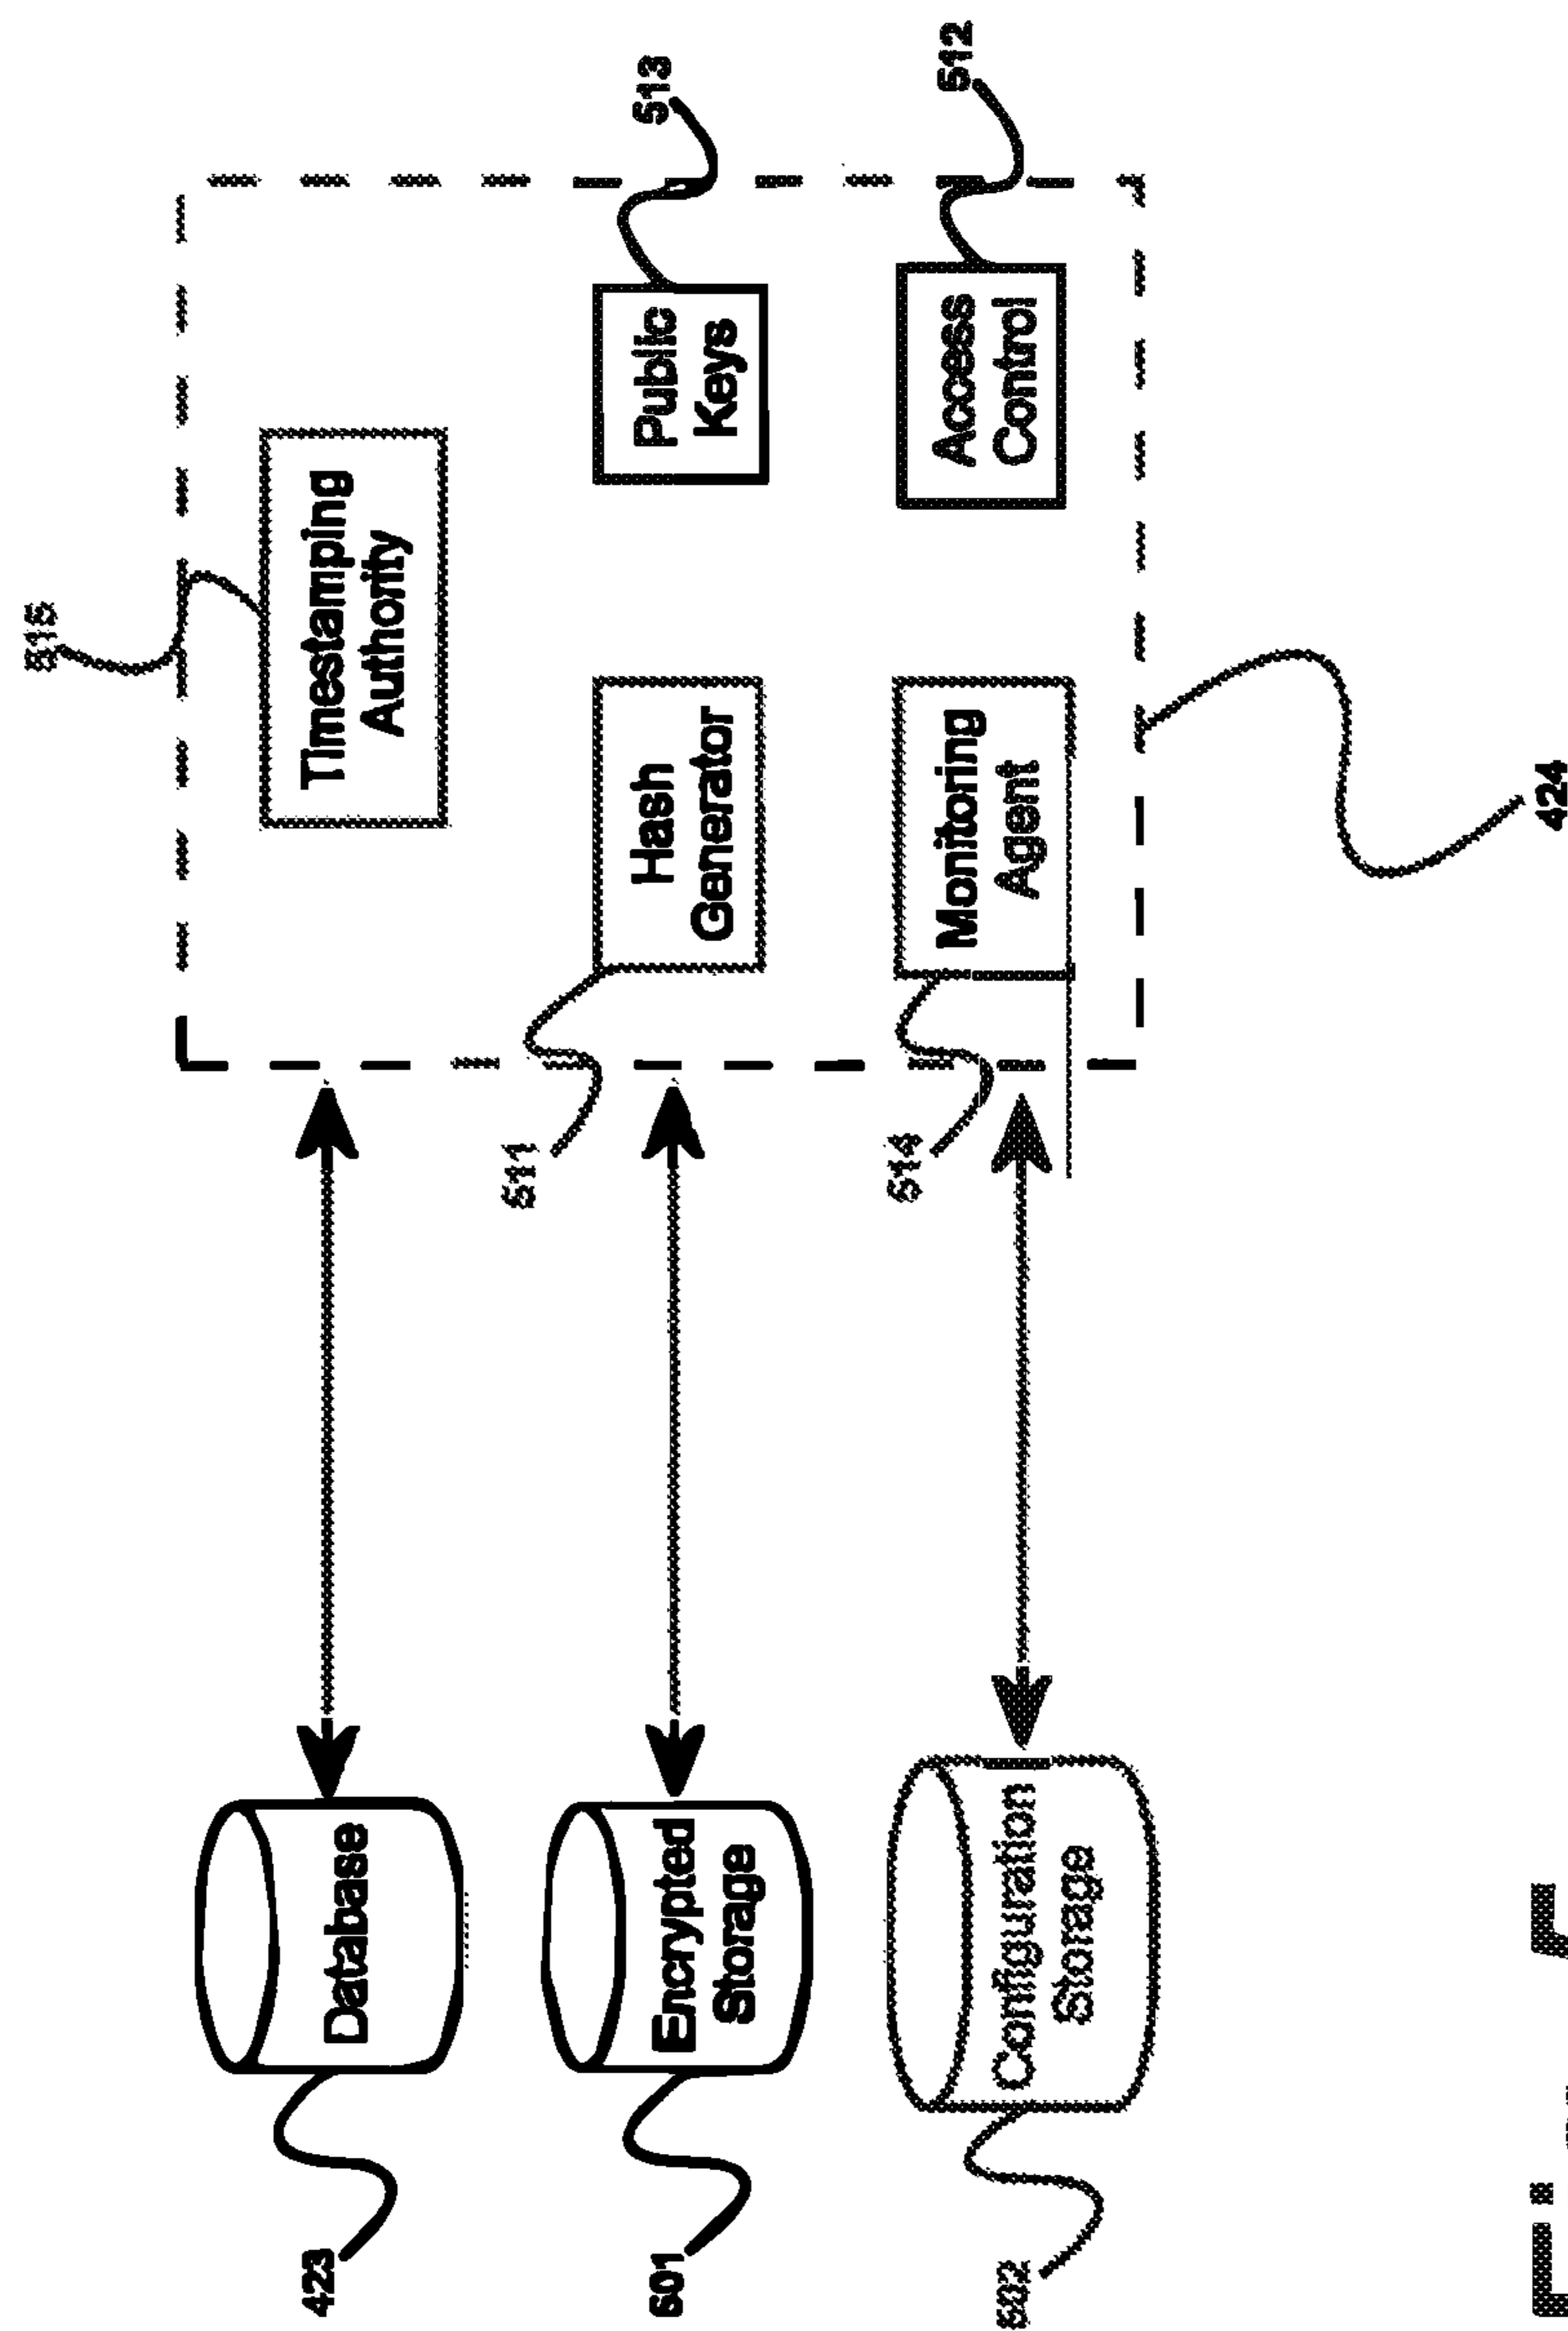 423
Database
Timestamping
Authority
515
501
Encrypted
Storage
511
Hash
Generator
Public
Keys
513
502
Configuration
Storage
514
Monitoring
Agent
Access
Control
512
424